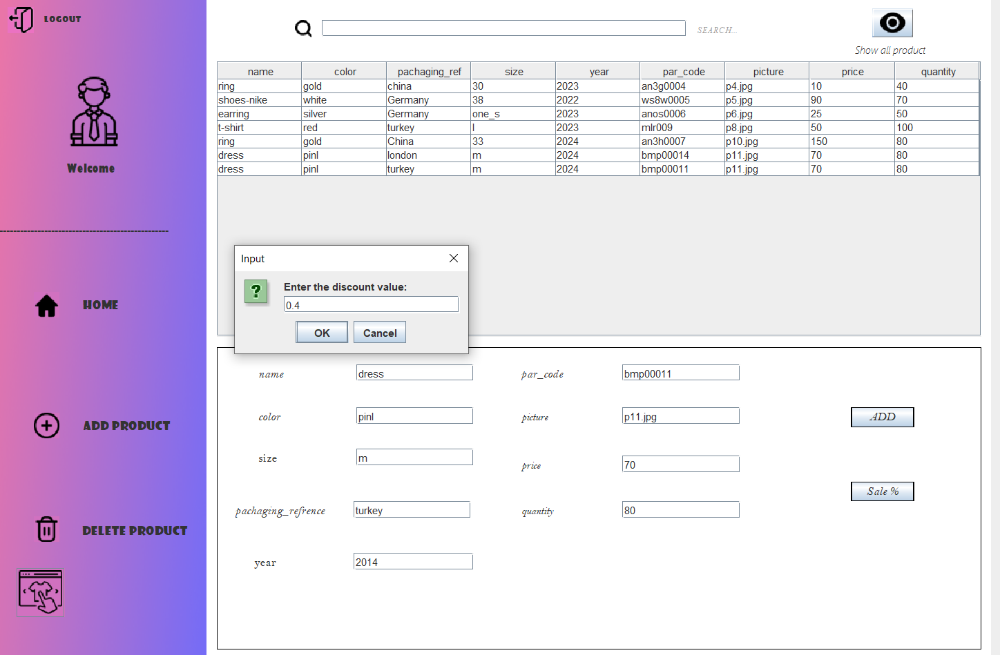 LOGOUT
SEARCH...
Show all product
Welcome
--------------------------------------------------
HOME
ADD PRODUCT
DELETE PRODUCT
name color pachaging_ref size year par_code picture price quantity
ring gold china 30 2023 an3g0004 p4.jpg 10 40
shoes-nike white Germany 38 2022 ws8w0005 p5.jpg 90 70
earring silver Germany one_s 2023 anos0006 p6.jpg 25 50
t-shirt red turkey l 2023 mlr009 p8.jpg 50 100
ring gold China 33 2024 an3h0007 p10.jpg 150 80
dress pinl london m 2024 bmp00014 p11.jpg 70 80
dress pinl turkey m 2024 bmp00011 p11.jpg 70 80
Input
?
Enter the discount value:
0.4
OK Cancel
name dress par_code bmp00011
color pinl picture p11.jpg ADD
size m price 70
Sale %
pachaging_refrence turkey quantity 80
year 2014